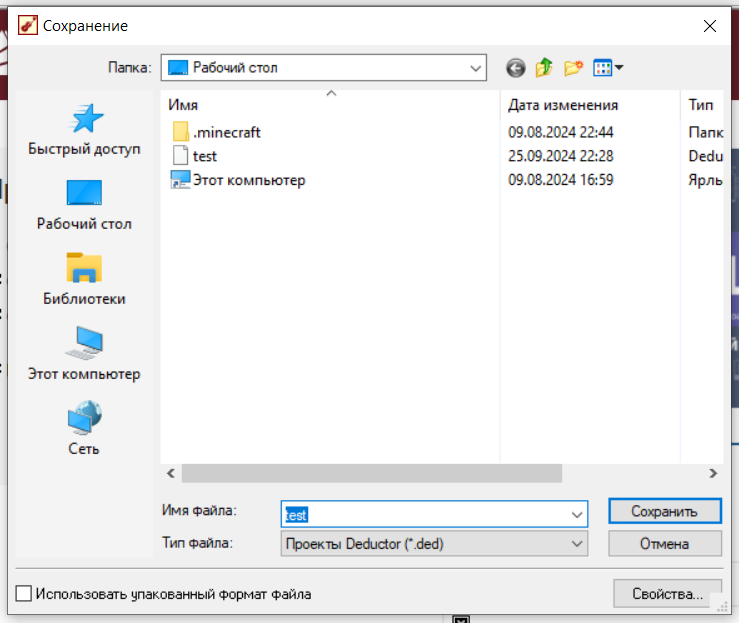 Сохранение
Папка: Рабочий стол
Имя Дата изменения Тип
.minecraft 09.08.2024 22:44 Папк
test 25.09.2024 22:28 Dedu
Этот компьютер 09.08.2024 16:59 Ярль
Быстрый доступ
Рабочий стол
Библиотеки
Этот компьютер
Сеть
Имя файла: test Сохранить
Тип файла: Проекты Deductor (*.ded) Отмена
Использовать упакованный формат файла Свойства...